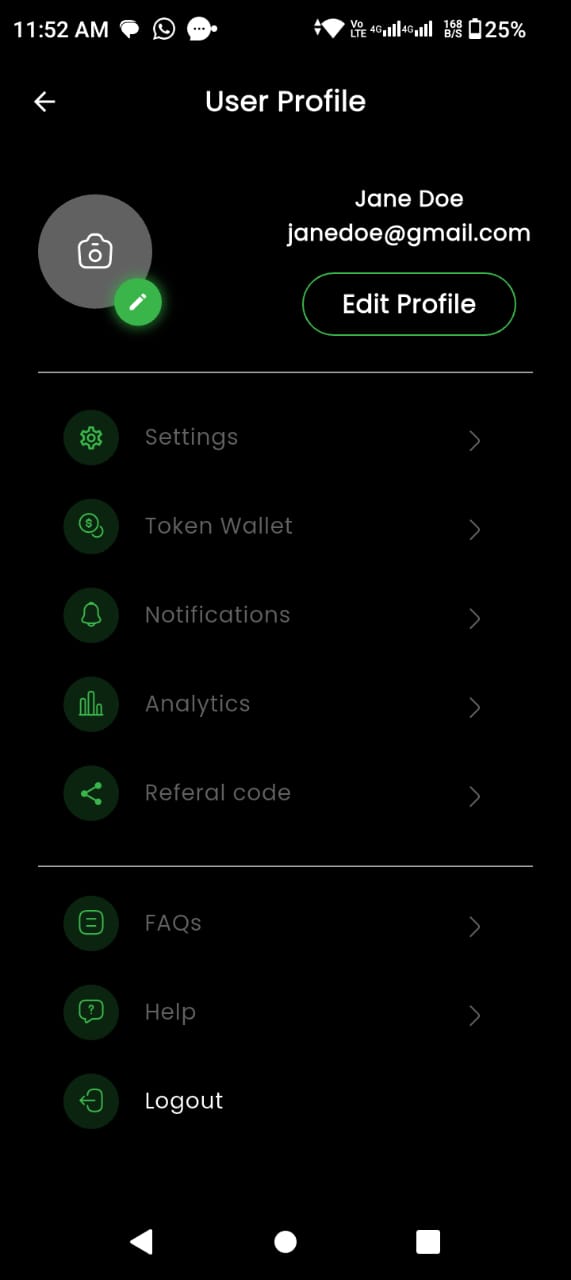 11:52 AM
Vo LTE 4G 4G 168 B/S 25%
User Profile
Jane Doe
janedoe@gmail.com
Edit Profile
Settings
$
Token Wallet
Notifications
Analytics
Referal code
FAQs
?
Help
Logout